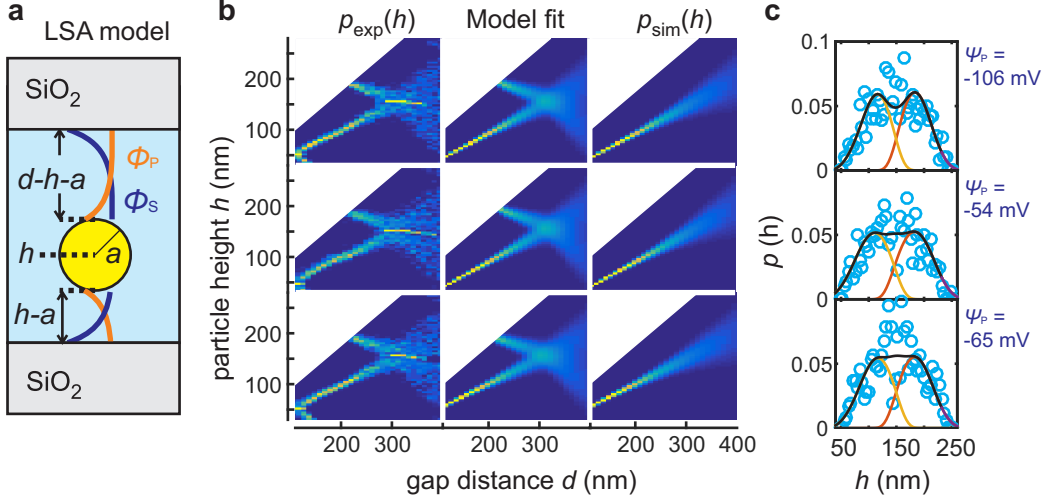 a
LSA model
SiO2
d-h-a
ΦP
ΦS
h
a
h-a
SiO2
b
pexp(h) Model fit psim(h)
200
100
200
100
200
100
particle height h (nm)
200 300 200 300 200 300 400
gap distance d (nm)
c
0.1
0.05
0
0.05
0
0.05
0
p (h)
ΨP =
-106 mV
ΨP =
-54 mV
ΨP =
-65 mV
50 150 250
h (nm)